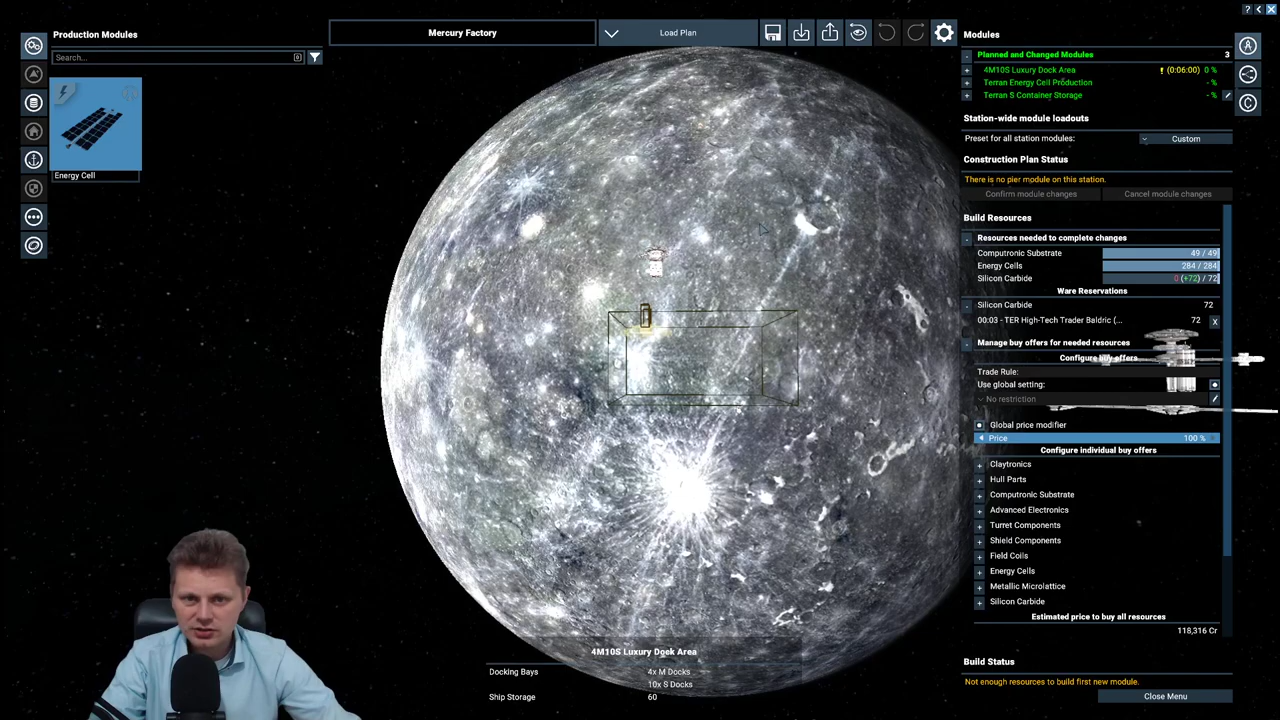 Production Modules
Search...
Energy Cell
Mercury Factory
Load Plan
Modules
Planned and Changed Modules 3
4M10S Luxury Dock Area ! (0:06:00) 0 %
Terran Energy Cell Production - %
Terran S Container Storage - %
Station-wide module loadouts
Preset for all station modules: Custom
Construction Plan Status
There is no pier module on this station.
Confirm module changes Cancel module changes
Build Resources
Resources needed to complete changes
Computronic Substrate 49 / 49
Energy Cells 284 / 284
Silicon Carbide 0 (+72) / 72
Ware Reservations
Silicon Carbide 72
00:03 - TER High-Tech Trader Baldric (... 72 X
Manage buy offers for needed resources
Configure buy offers
Trade Rule:
Use global setting:
No restriction
Global price modifier
Price 100 %
Configure individual buy offers
Claytronics
Hull Parts
Computronic Substrate
Advanced Electronics
Turret Components
Shield Components
Field Coils
Energy Cells
Metallic Microlattice
Silicon Carbide
Estimated price to buy all resources
118,316 Cr
Build Status
Not enough resources to build first new module.
Close Menu
4M10S Luxury Dock Area
Docking Bays 4x M Docks
10x S Docks
Ship Storage 60